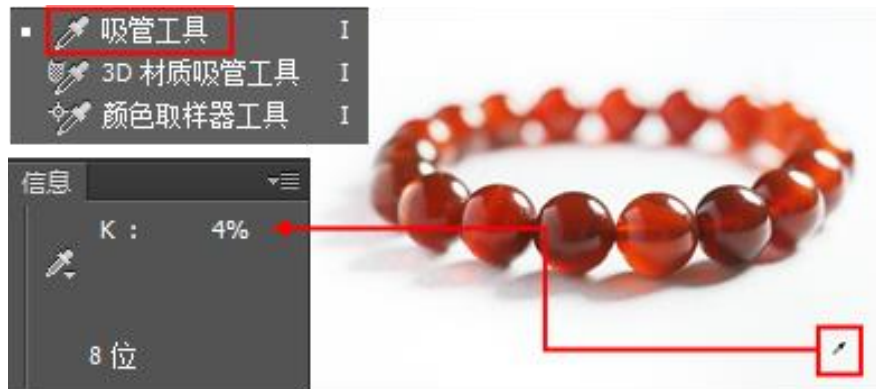 吸管工具 I
3D 材质吸管工具 I
颜色取样器工具 I
信息
K： 4%
8 位